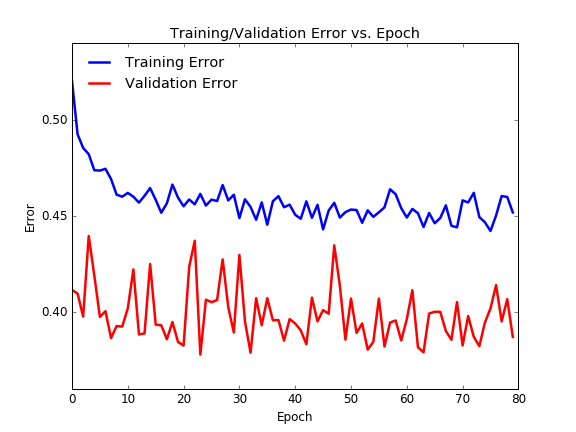 Training/Validation Error vs. Epoch
Training Error
Validation Error
0.50
0.45
0.40
Error
0 10 20 30 40 50 60 70 80
Epoch